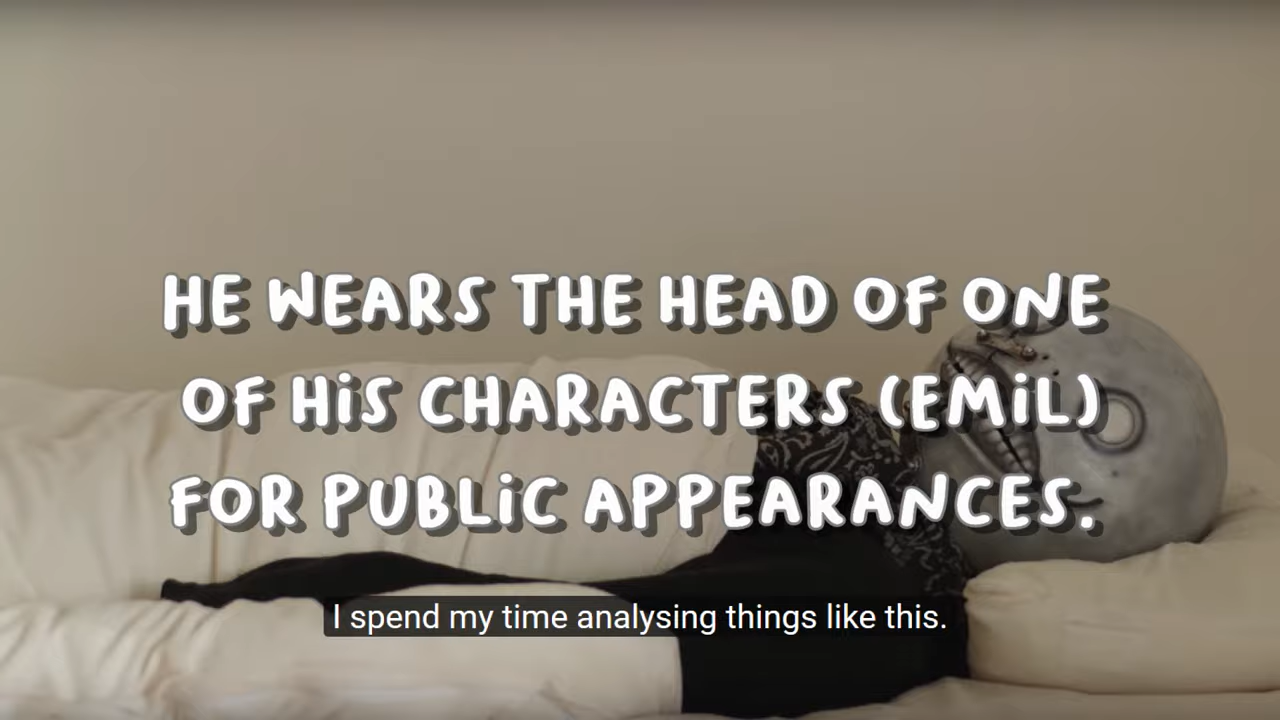 HE WEARS THE HEAD OF ONE
OF HiS CHARACTERS (EMiL)
FOR PUBLiC APPEARANCES.
I spend my time analysing things like this.